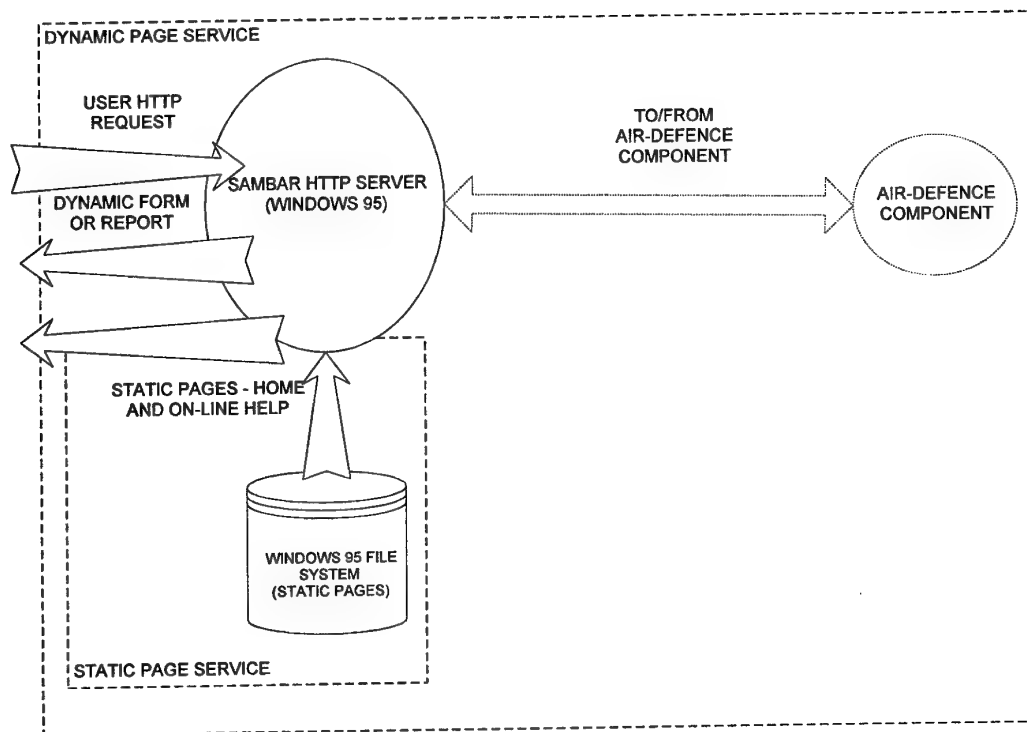 DYNAMIC PAGE SERVICE
USER HTTP
REQUEST
DYNAMIC FORM
OR REPORT
SAMBAR HTTP SERVER
(WINDOWS 95)
TO/FROM
AIR-DEFENCE
COMPONENT
AIR-DEFENCE
COMPONENT
STATIC PAGES - HOME
AND ON-LINE HELP
WINDOWS 95 FILE
SYSTEM
(STATIC PAGES)
STATIC PAGE SERVICE